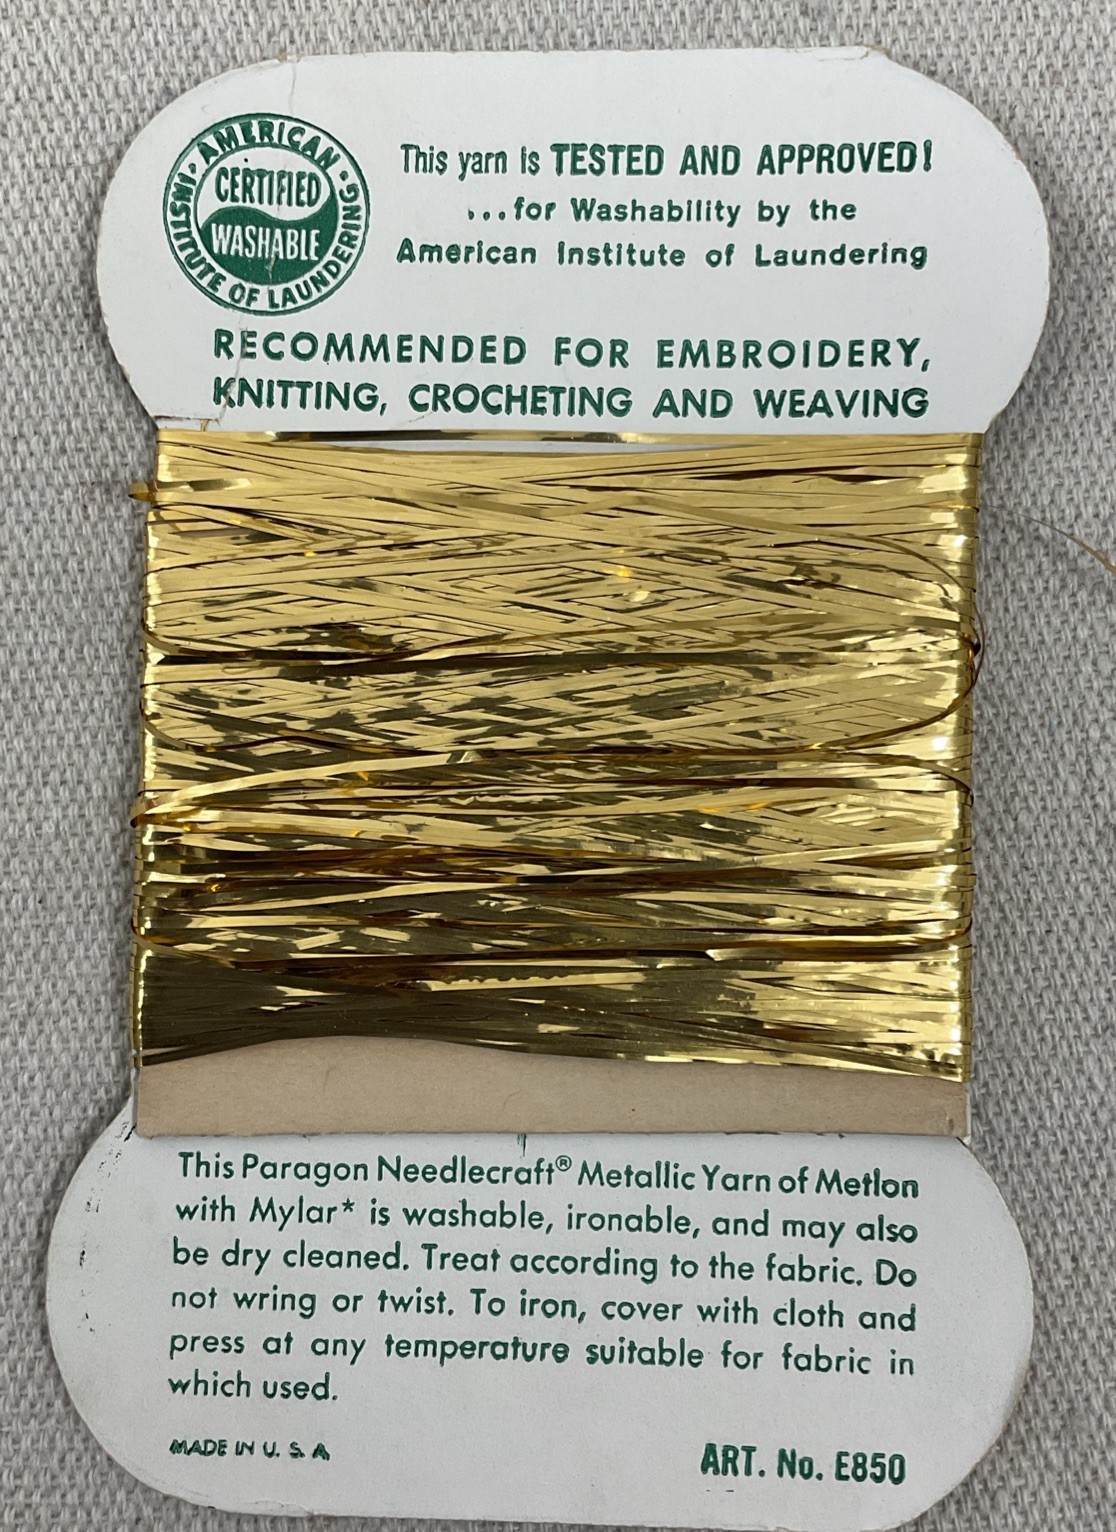 AMERICAN INSTITUTE OF LAUNDERING
CERTIFIED
WASHABLE
This yarn is TESTED AND APPROVED!
...for Washability by the
American Institute of Laundering
RECOMMENDED FOR EMBROIDERY,
KNITTING, CROCHETING AND WEAVING
This Paragon Needlecraft® Metallic Yarn of Metlon
with Mylar* is washable, ironable, and may also
be dry cleaned. Treat according to the fabric. Do
not wring or twist. To iron, cover with cloth and
press at any temperature suitable for fabric in
which used.
MADE IN U. S. A.
ART. No. E850